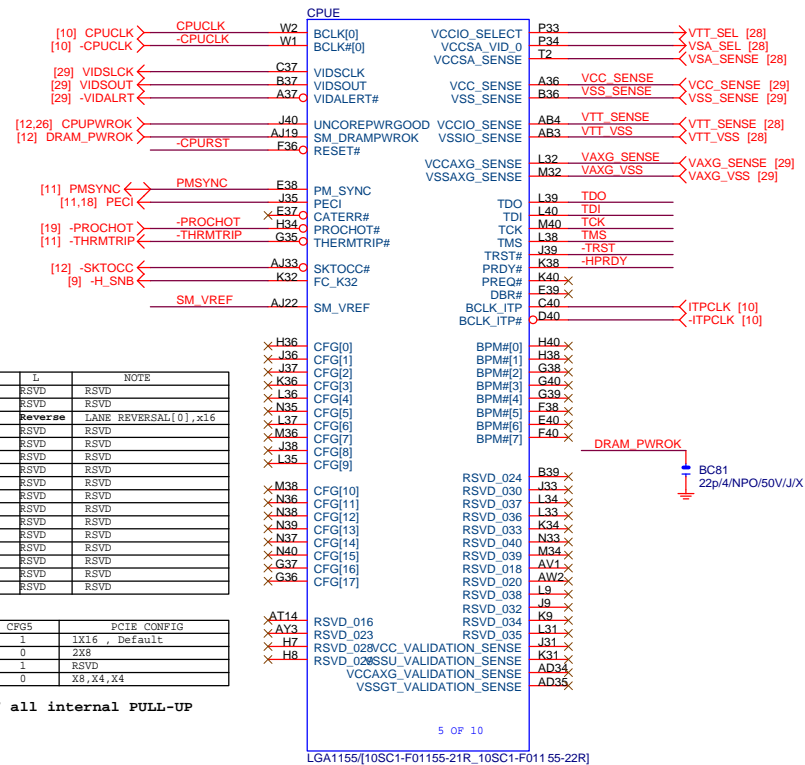 CPUE
[10] CPUCLK CPUCLK W2 BCLK[0]
[10] -CPUCLK -CPUCLK W1 BCLK#[0]
[29] VIDSLCK C37 VIDSCLK
[29] VIDSOUT B37 VIDSOUT
[29] -VIDALRT A37 VIDALERT#
[12,26] CPUPWROK J40 UNCOREPWRGOOD
[12] DRAM_PWROK AJ19 SM_DRAMPWROK
-CPURST F36 RESET#
[11] PMSYNC PMSYNC E38 PM_SYNC
[11,18] PECI J35 PECI
E37 CATERR#
[19] -PROCHOT -PROCHOT H34 PROCHOT#
[11] -THRMTRIP -THRMTRIP G35 THERMTRIP#
[12] -SKTOCC AJ33 SKTOCC#
[9] -H_SNB K32 FC_K32
SM_VREF AJ22 SM_VREF
H36 CFG[0]
J36 CFG[1]
J37 CFG[2]
K36 CFG[3]
L36 CFG[4]
N35 CFG[5]
L37 CFG[6]
M36 CFG[7]
J38 CFG[8]
L35 CFG[9]
M38 CFG[10]
N36 CFG[11]
N38 CFG[12]
N39 CFG[13]
N37 CFG[14]
N40 CFG[15]
G37 CFG[16]
G36 CFG[17]
AT14 RSVD_016
AY3 RSVD_023
H7 RSVD_028
H8 RSVD_029
VCCIO_SELECT P33 VTT_SEL [28]
VCCSA_VID_0 P34 VSA_SEL [28]
VCCSA_SENSE T2 VSA_SENSE [28]
VCC_SENSE A36 VCC_SENSE VCC_SENSE [29]
VSS_SENSE B36 VSS_SENSE VSS_SENSE [29]
VCCIO_SENSE AB4 VTT_SENSE VTT_SENSE [28]
VSSIO_SENSE AB3 VTT_VSS VTT_VSS [28]
VCCAXG_SENSE L32 VAXG_SENSE VAXG_SENSE [29]
VSSAXG_SENSE M32 VAXG_VSS VAXG_VSS [29]
TDO L39 TDO
TDI L40 TDI
TCK M40 TCK
TMS L38 TMS
TRST# J39 -TRST
PRDY# K38 -HPRDY
PREQ# K40
DBR# E39
BCLK_ITP C40 ITPCLK [10]
BCLK_ITP# D40 -ITPCLK [10]
BPM#[0] H40
BPM#[1] H38
BPM#[2] G38
BPM#[3] G40
BPM#[4] G39
BPM#[5] F38
BPM#[6] E40
BPM#[7] F40
RSVD_024 B39
RSVD_030 J33
RSVD_037 L34
RSVD_036 L33
RSVD_033 K34
RSVD_040 N33
RSVD_039 M34
RSVD_018 AV1
RSVD_020 AW2
RSVD_038 L9
RSVD_032 J9
RSVD_034 K9
RSVD_035 L31
VCC_VALIDATION_SENSE J31
VSSU_VALIDATION_SENSE K31
VCCAXG_VALIDATION_SENSE AD34
VSSGT_VALIDATION_SENSE AD35
5 OF 10
LGA1155/[10SC1-F01155-21R_10SC1-F01155-22R]
DRAM_PWROK
BC81
22p/4/NPO/50V/J/X
L NOTE
RSVD RSVD
RSVD RSVD
Reverse LANE REVERSAL[0],x16
RSVD RSVD
RSVD RSVD
RSVD RSVD
RSVD RSVD
RSVD RSVD
RSVD RSVD
RSVD RSVD
RSVD RSVD
RSVD RSVD
RSVD RSVD
RSVD RSVD
RSVD RSVD
RSVD RSVD
CFG5 PCIE CONFIG
1 1X16 , Default
0 2X8
1 RSVD
0 X8,X4,X4
all internal PULL-UP